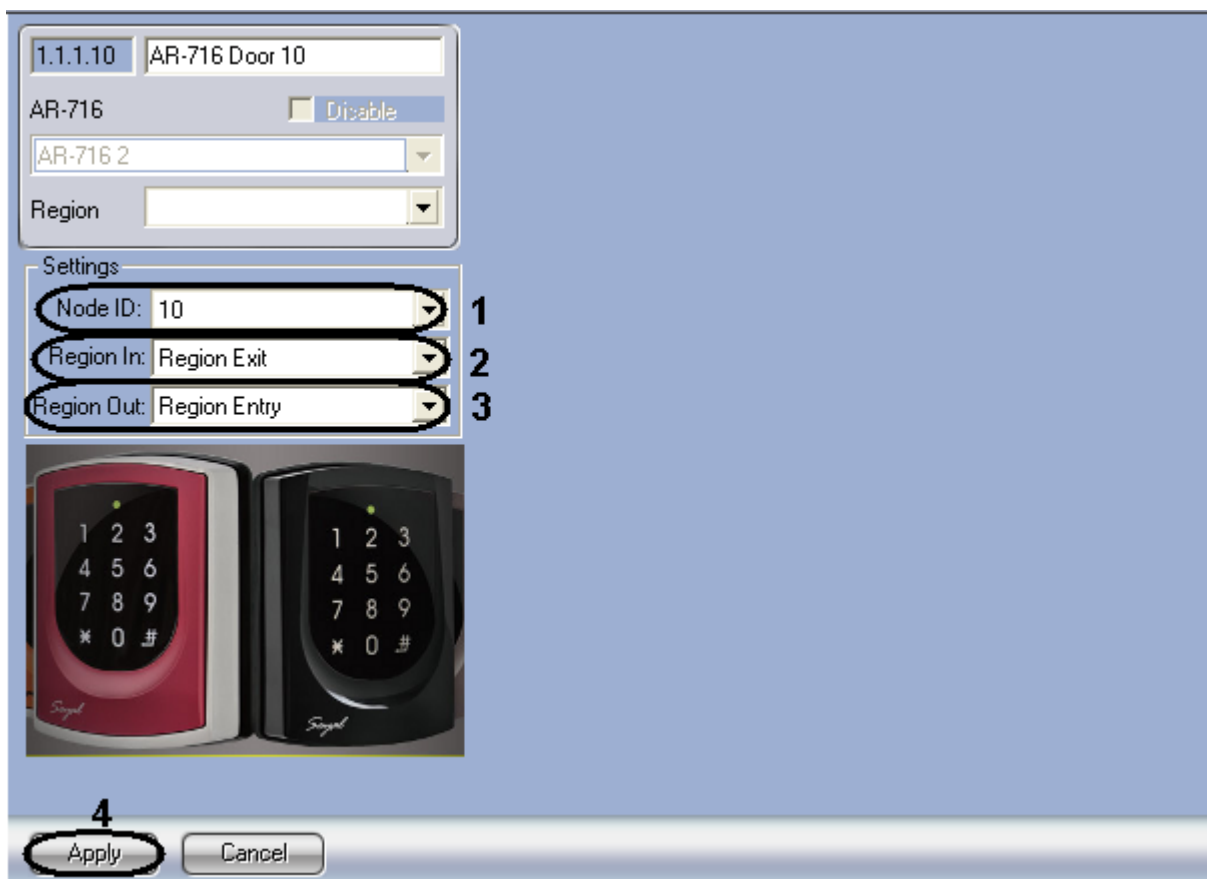 1.1.1.10 AR-716 Door 10
AR-716 Disable
AR-716 2
Region
Settings
Node ID: 10 1
Region In: Region Exit 2
Region Out: Region Entry 3
1 2 3
4 5 6
7 8 9
* 0 #
Soyal
1 2 3
4 5 6
7 8 9
* 0 #
Soyal
4
Apply Cancel